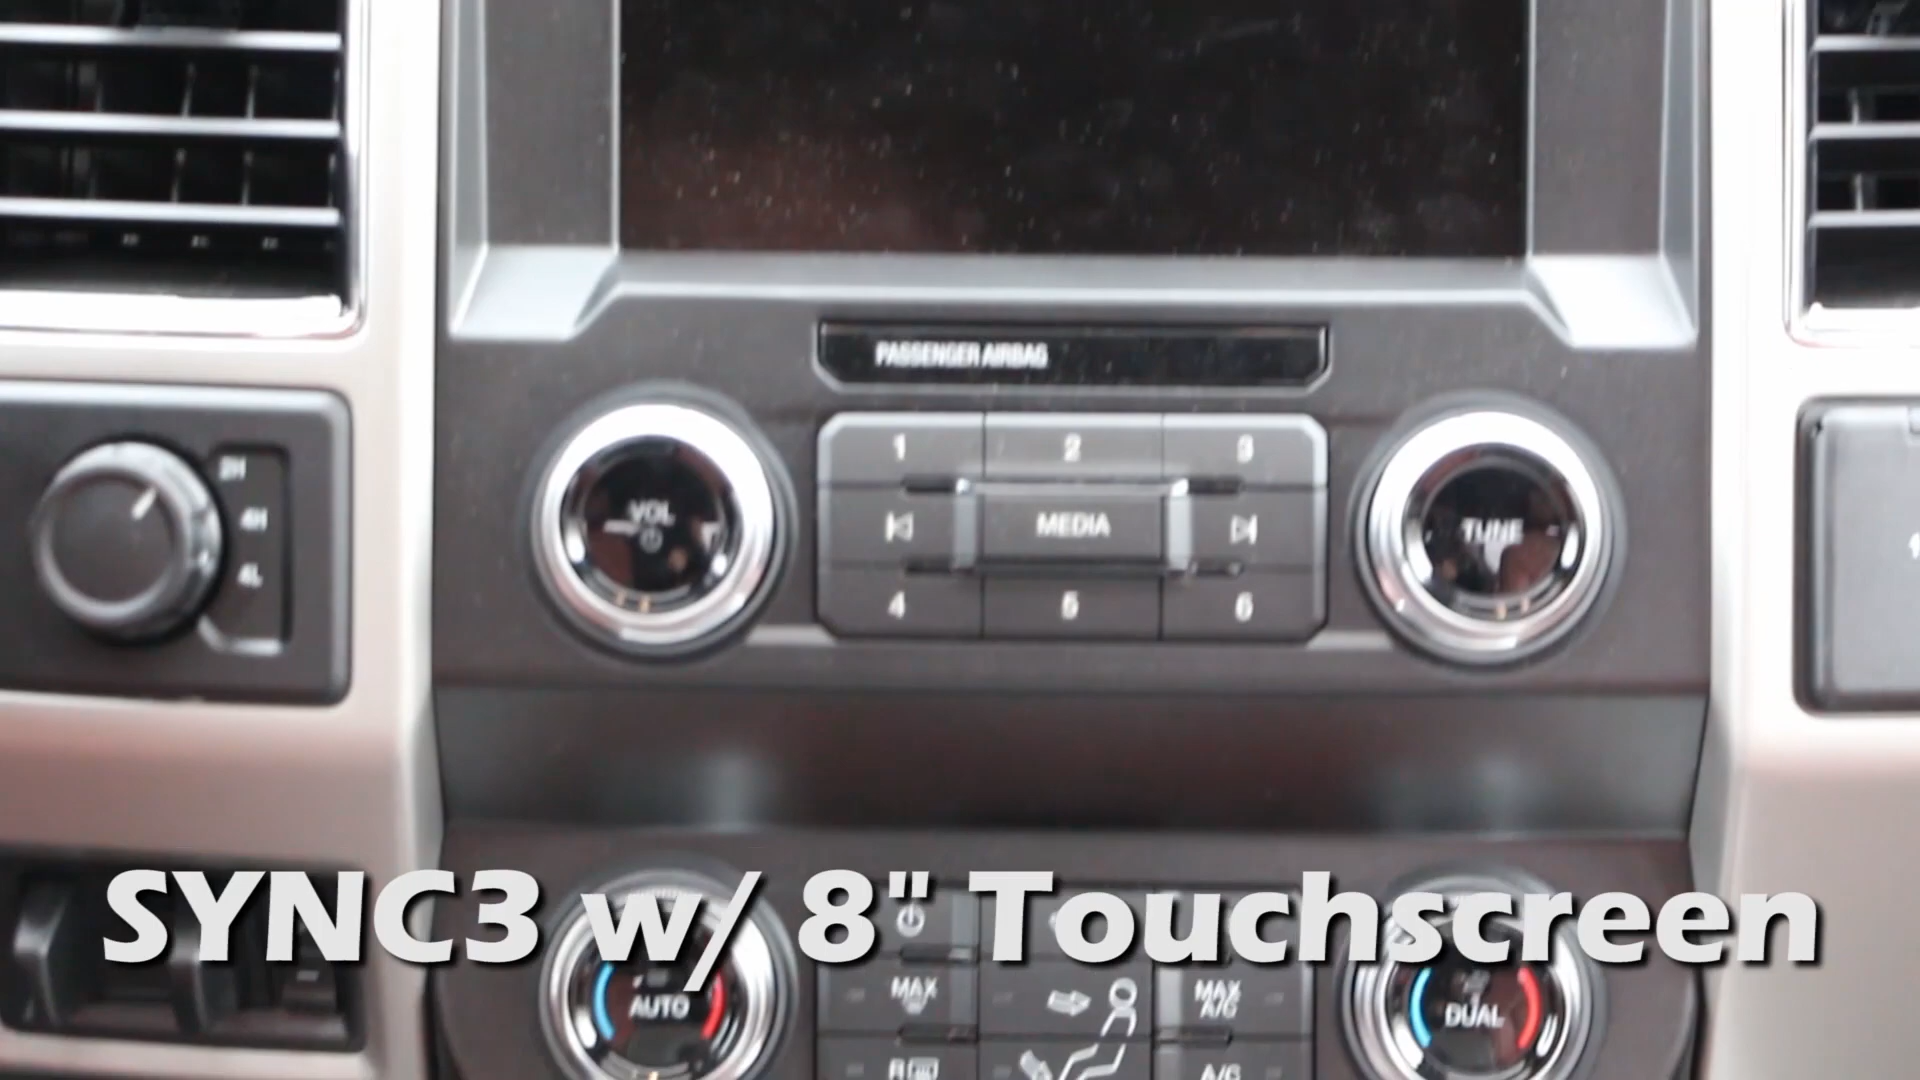 PASSENGER AIRBAG
1 2 3
2H
VOL
MEDIA
TUNE
4H
4L
4 5 6
SYNC3 w/ 8" Touchscreen
MAX
MAX
A/C
AUTO
DUAL
R
A/C